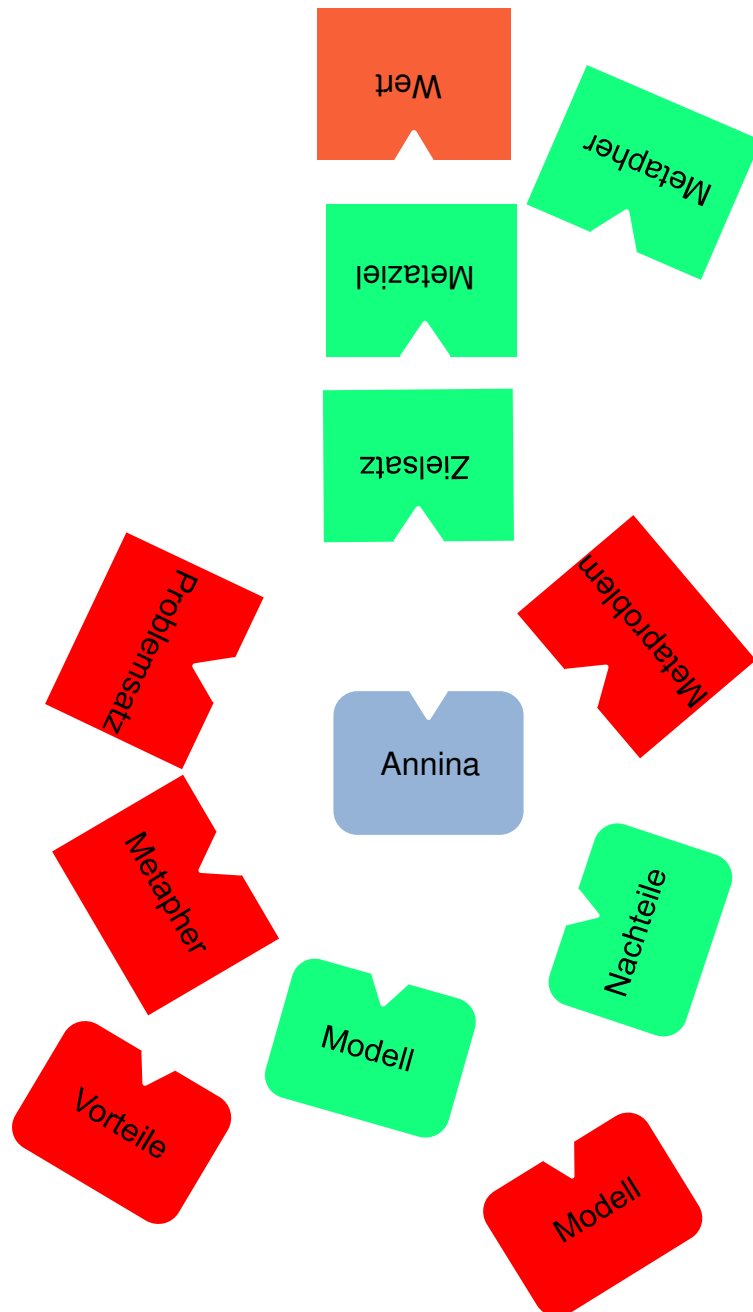 Wert
Metapher
Metaziel
Zielsatz
Problemsatz
Metaproblem
Annina
Metapher
Nachteile
Modell
Vorteile
Modell